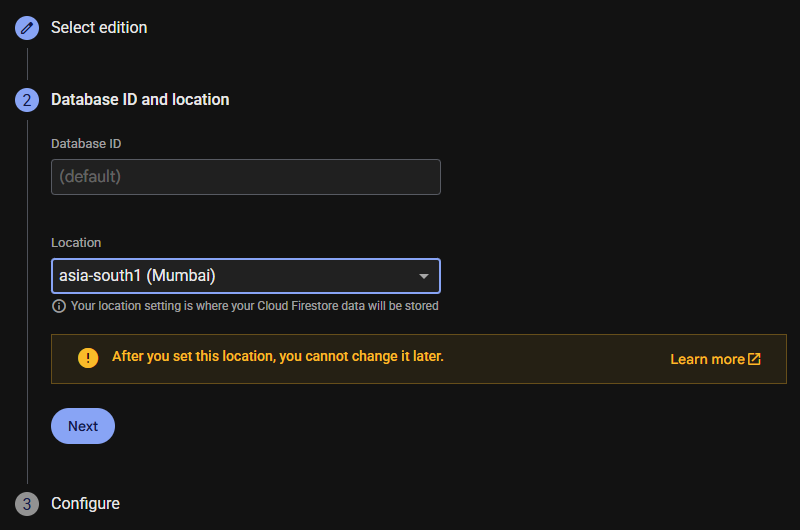 Select edition
2 Database ID and location
Database ID
(default)
Location
asia-south1 (Mumbai)
Your location setting is where your Cloud Firestore data will be stored
After you set this location, you cannot change it later. Learn more
Next
3 Configure